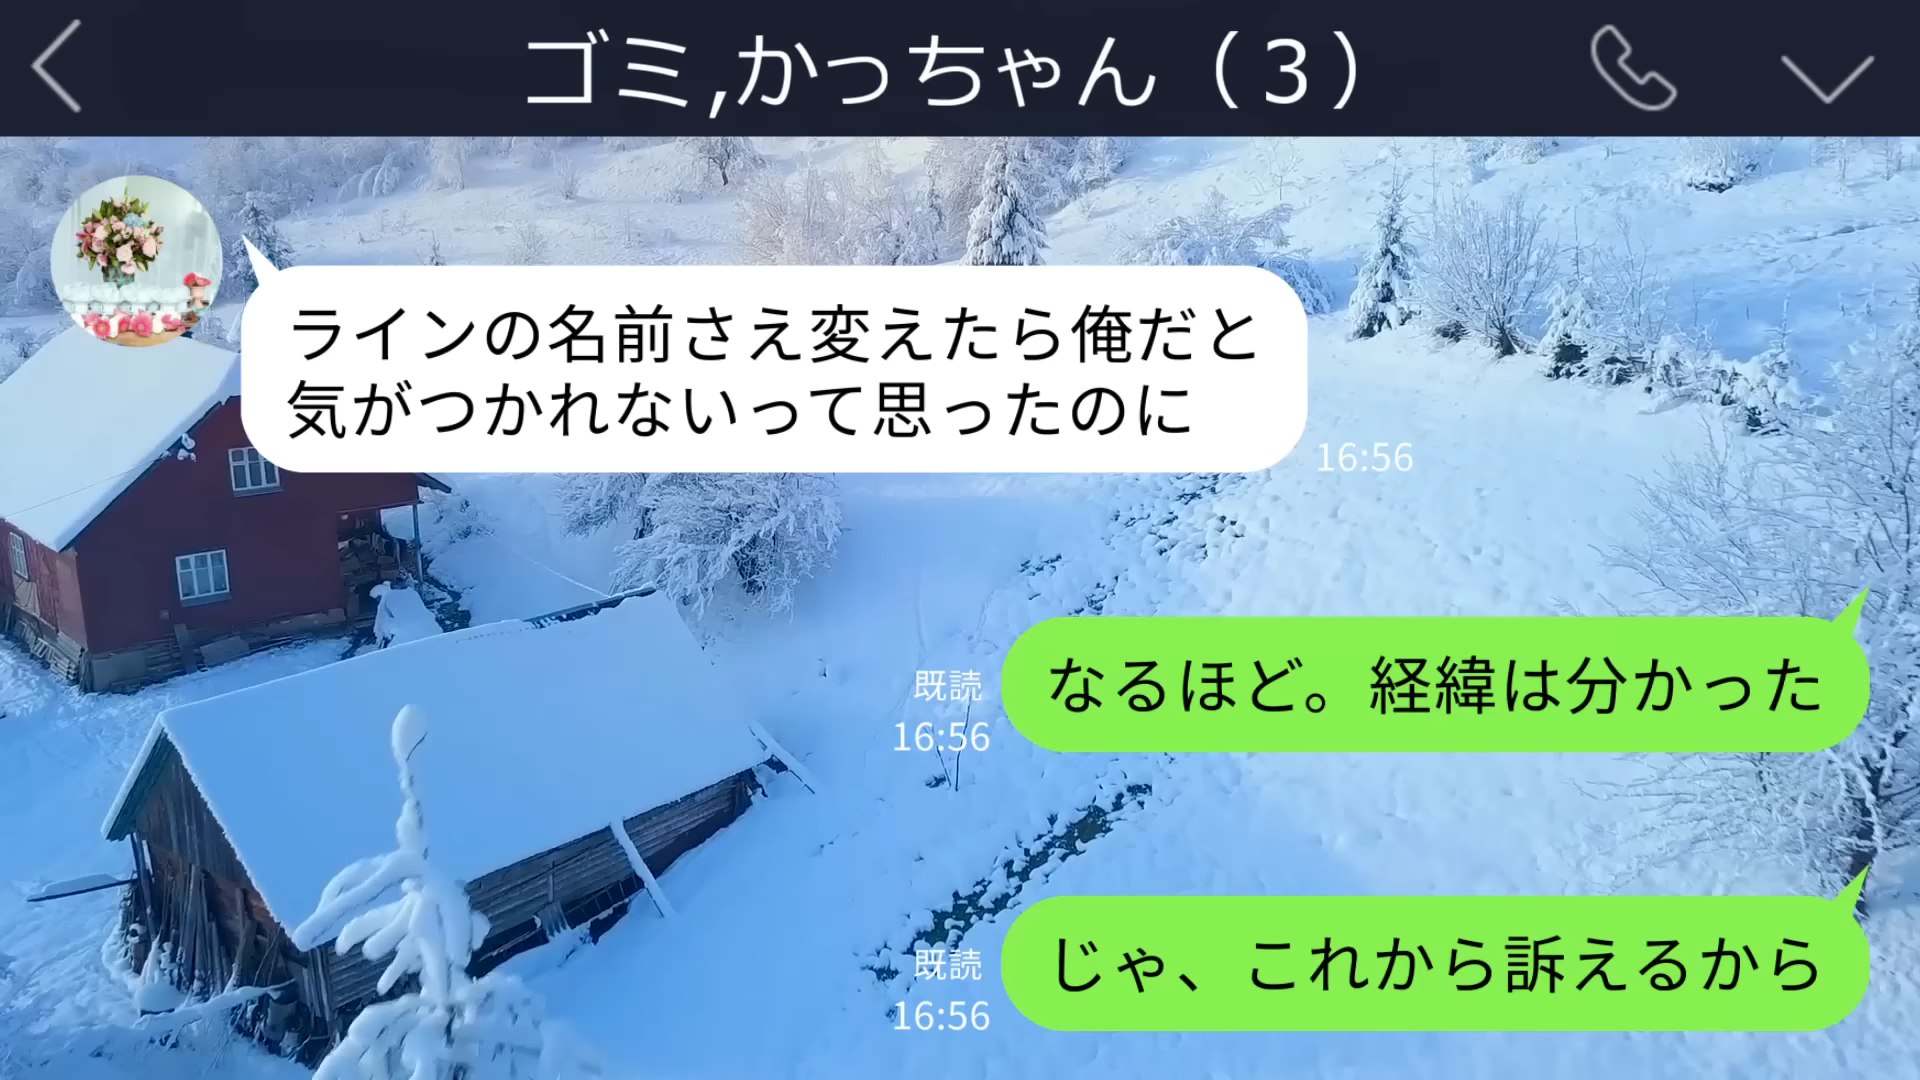 ゴミ,かっちゃん（3）
ラインの名前さえ変えたら俺だと
気がつかれないって思ったのに
16:56
既読
16:56
なるほど。経緯は分かった
既読
16:56
じゃ、これから訴えるから